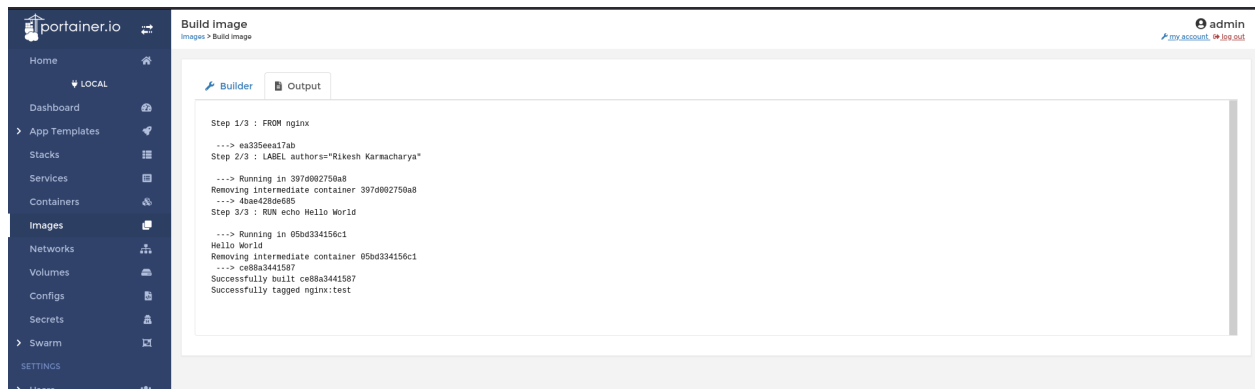 portainer.io
Home
LOCAL
Dashboard
App Templates
Stacks
Services
Containers
Images
Networks
Volumes
Configs
Secrets
Swarm
SETTINGS
Users
Build image
Images > Build image
admin
my account log out
Builder
Output
Step 1/3 : FROM nginx
---> ea335eea17ab
Step 2/3 : LABEL authors="Rikesh Karmacharya"
---> Running in 397d002750a8
Removing intermediate container 397d002750a8
---> 4bae428de685
Step 3/3 : RUN echo Hello World
---> Running in 05bd334156c1
Hello World
Removing intermediate container 05bd334156c1
---> ce88a3441587
Successfully built ce88a3441587
Successfully tagged nginx:test